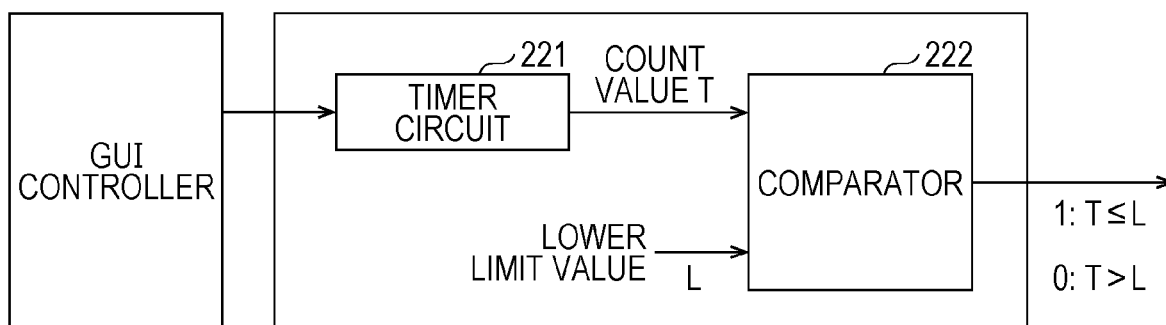 GUI
CONTROLLER
221
TIMER
CIRCUIT
COUNT
VALUE T
222
COMPARATOR
LOWER
LIMIT VALUE
L
1: T ≤ L
0: T > L